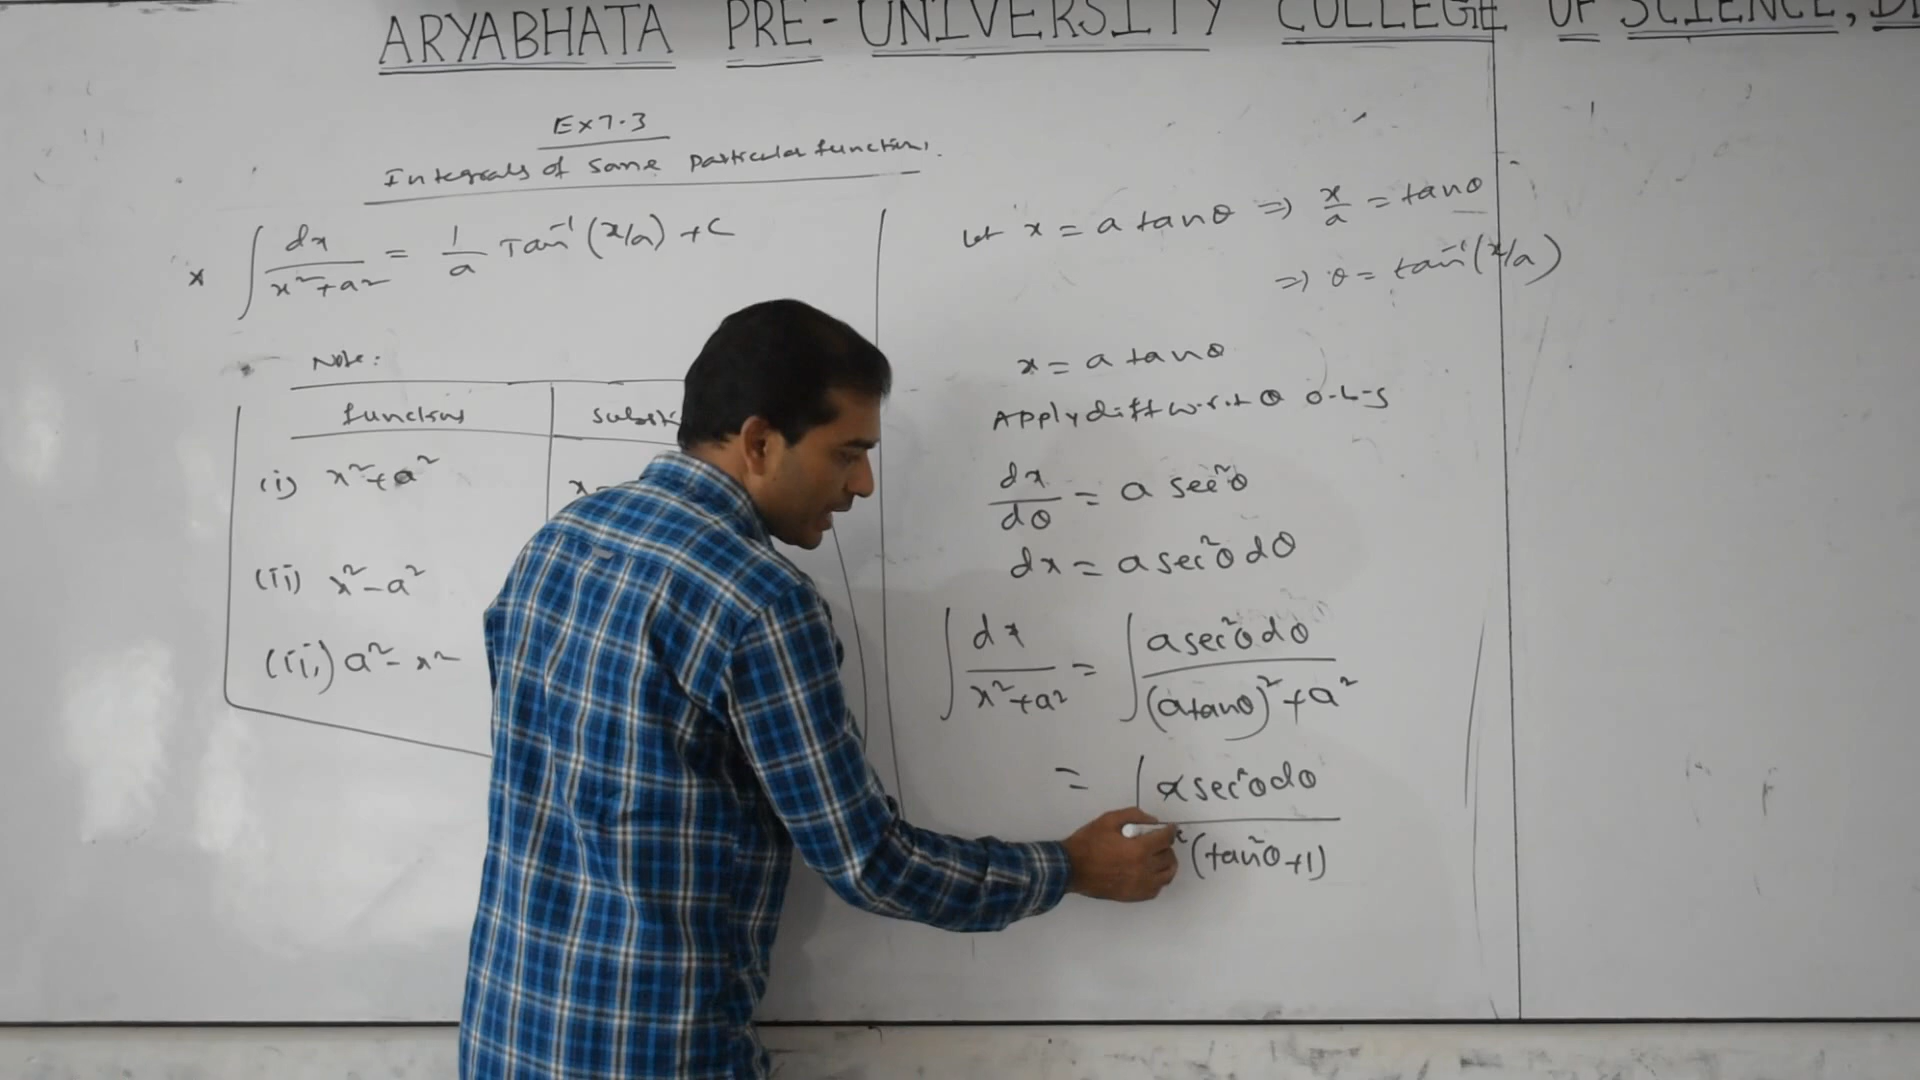 ARYABHATA PRE-UNIVERSITY COLLEGE OF SCIENCE,
Ex 7.3
Integrals of some particular functions.
* ∫ dx / (x²+a²) = 1/a Tan⁻¹(x/a) + C
Note:
functions
(i) x²+a²
x =
(ii) x²-a²
(iii) a²-x²
Let x = a tanθ ⇒ x/a = tanθ
⇒ θ = tan⁻¹(x/a)
x = a tanθ
Apply diff w.r.t θ o-b-s
dx/dθ = a sec²θ
dx = a sec²θ dθ
∫ dx / (x²+a²) = ∫ a sec²θ dθ / ((a tanθ)² + a²)
= ∫ a sec²θ dθ / ²(tan²θ+1)